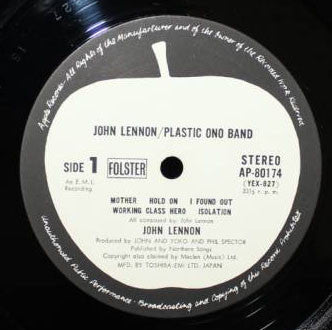 Apple Records · All Rights of the Manufacturer and of the Owner of the Recorded Work Reserved
JOHN LENNON/PLASTIC ONO BAND
SIDE 1
FOLSTER
STEREO
AP-80174
(YEX-827)
33⅓ r. p. m.
An E.M.I.
Recording
MOTHER HOLD ON I FOUND OUT
WORKING CLASS HERO ISOLATION
All composed by: John Lennon
JOHN LENNON
Produced by JOHN and YOKO AND PHIL SPECTOR
Published by Northern Songs
Copyright also claimed by Maclen (Music) Ltd.
MFD. BY TOSHIBA-EMI LTD. JAPAN
Unauthorised Public Performance · Broadcasting and Copying of this Record Prohibited